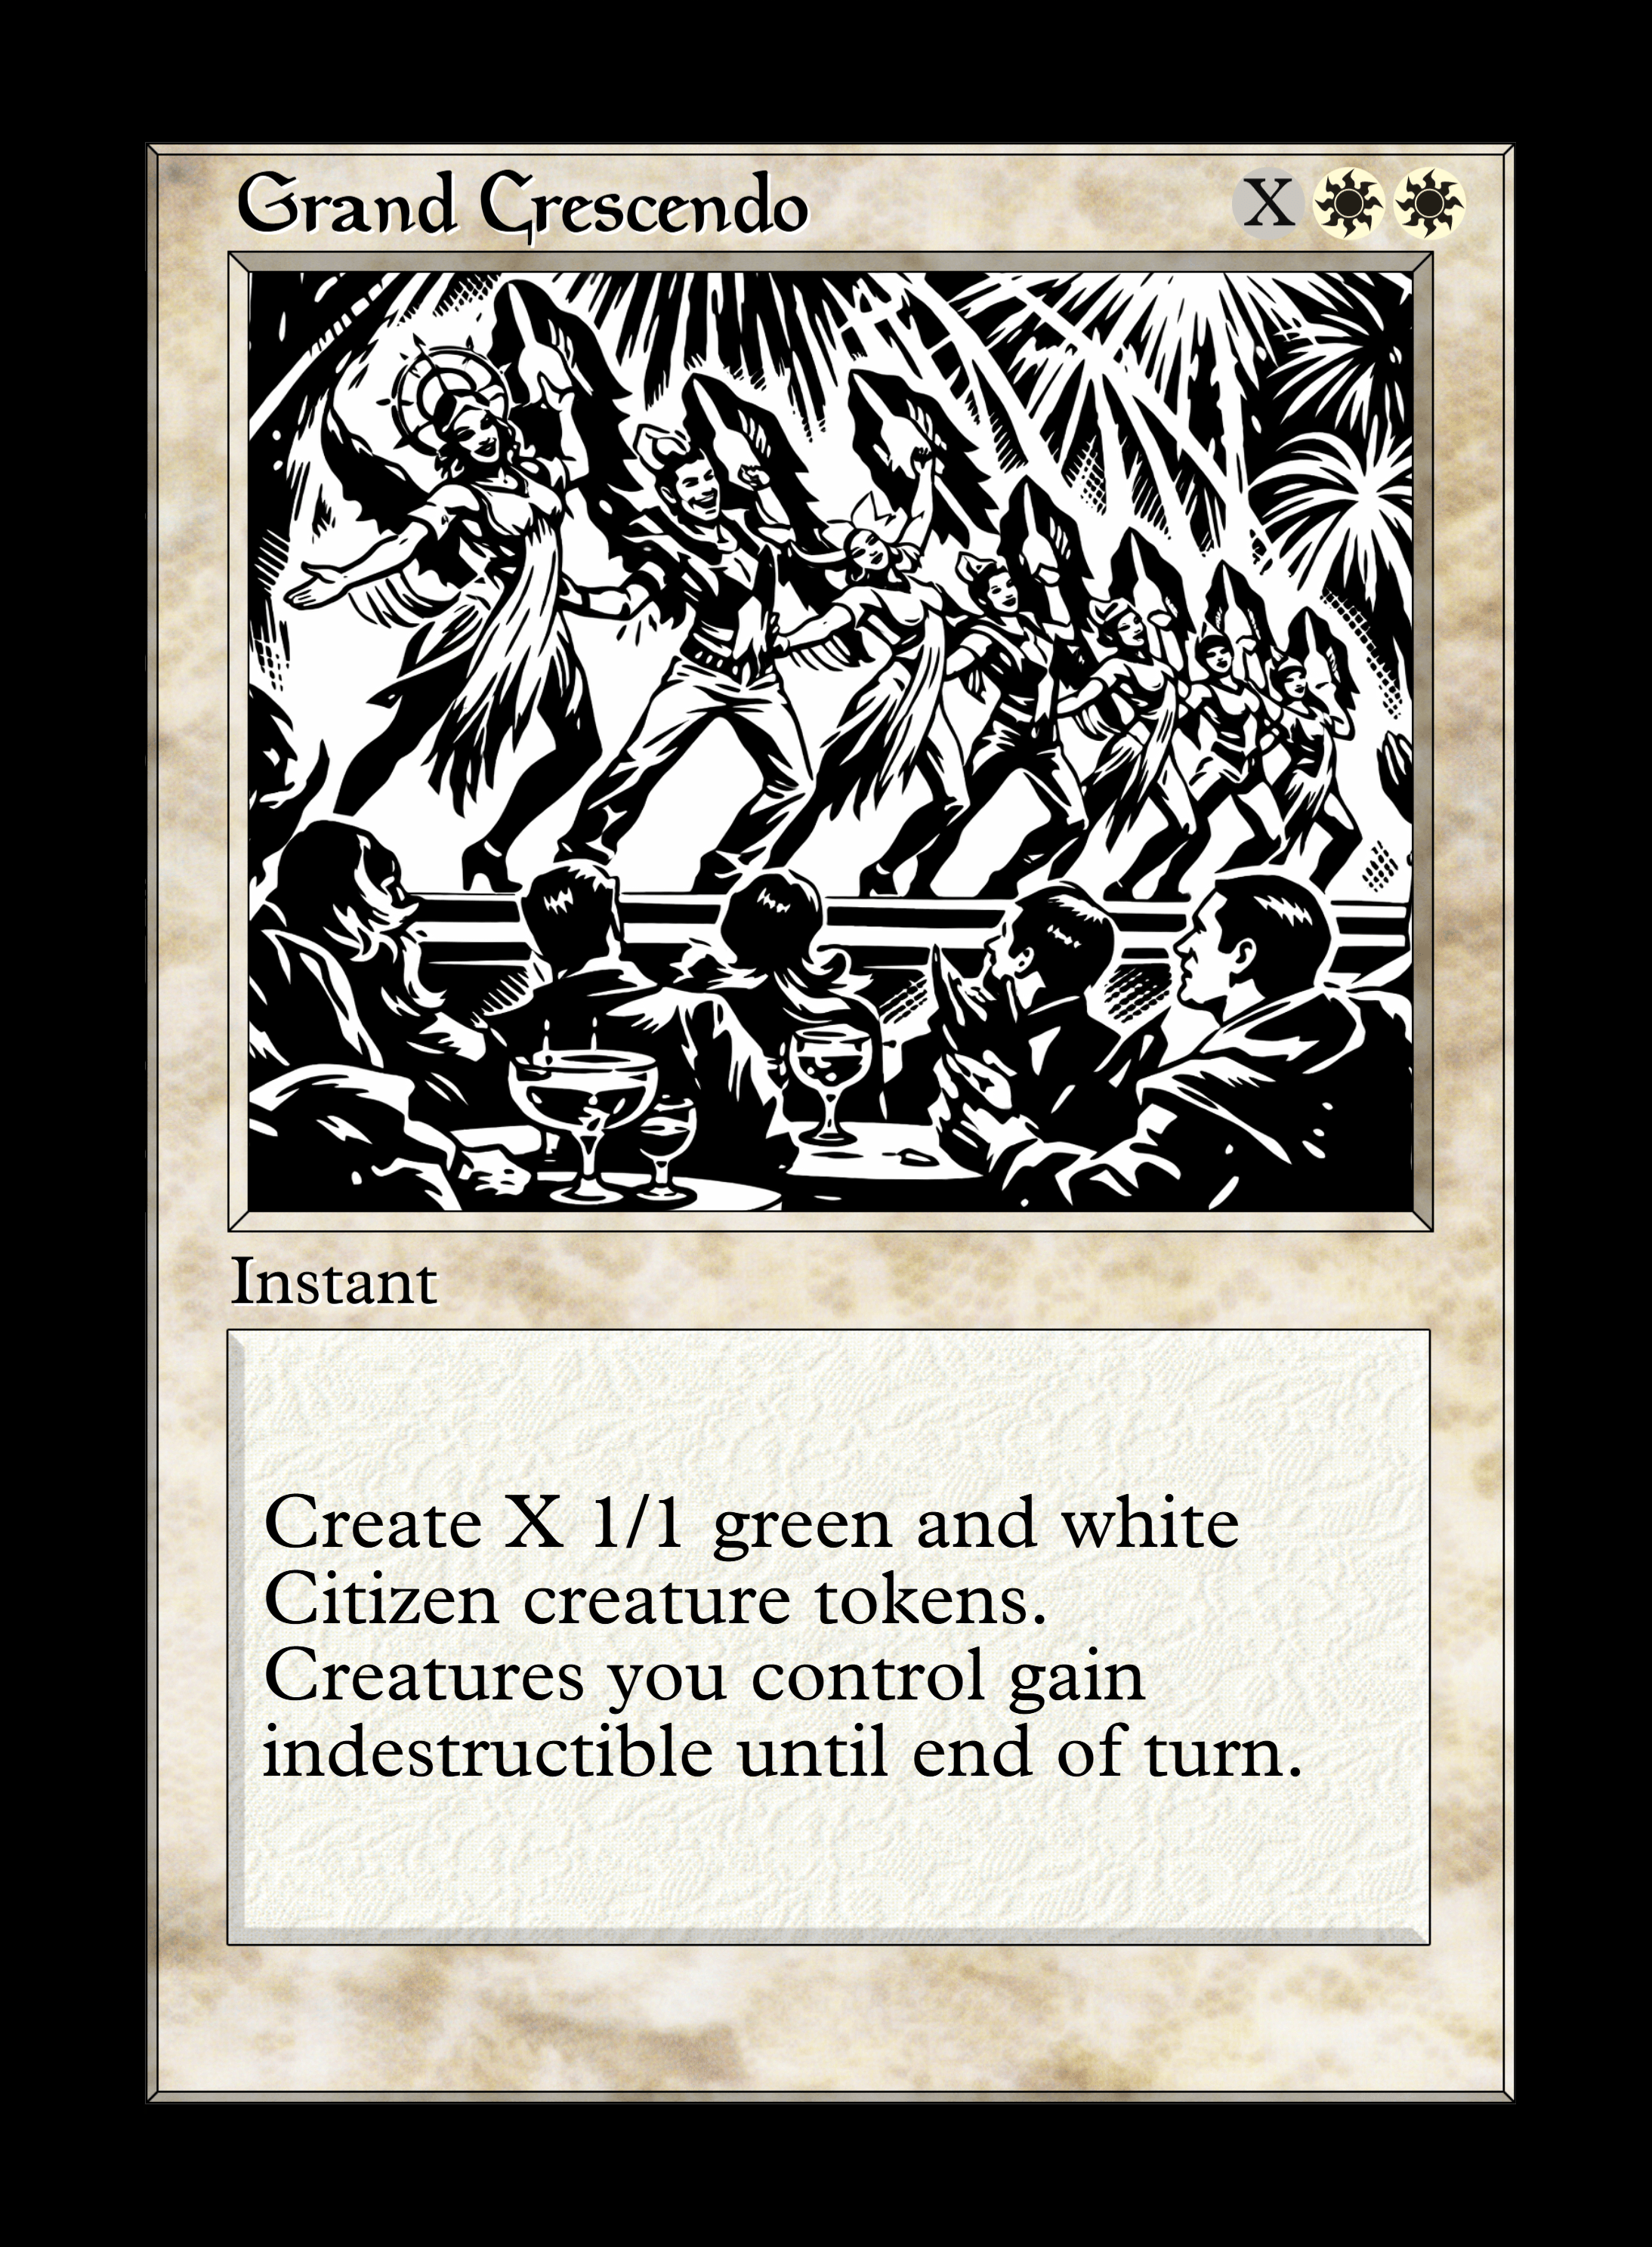 Grand Crescendo X
Instant
Create X 1/1 green and white
Citizen creature tokens.
Creatures you control gain
indestructible until end of turn.